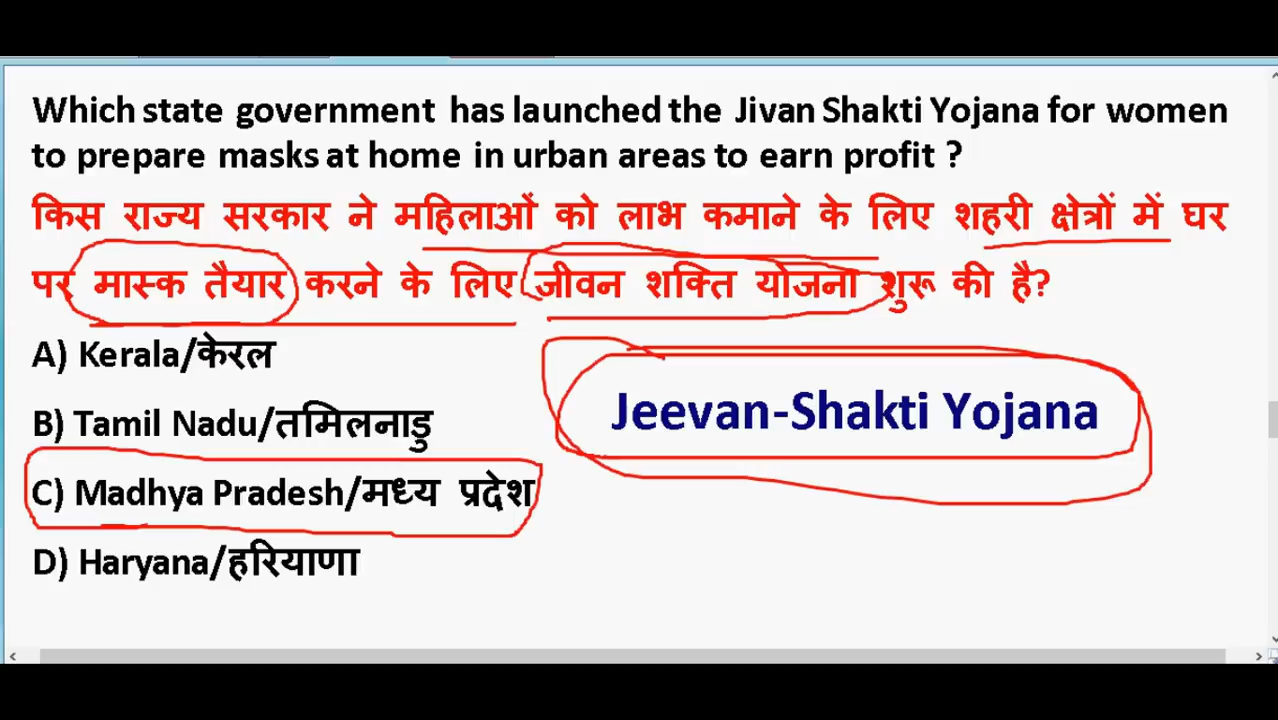 Which state government has launched the Jivan Shakti Yojana for women
to prepare masks at home in urban areas to earn profit ?
किस राज्य सरकार ने महिलाओं को लाभ कमाने के लिए शहरी क्षेत्रों में घर
पर मास्क तैयार करने के लिए जीवन शक्ति योजना शुरू की है?
A) Kerala/केरल
B) Tamil Nadu/तमिलनाडु
Jeevan-Shakti Yojana
C) Madhya Pradesh/मध्य प्रदेश
D) Haryana/हरियाणा